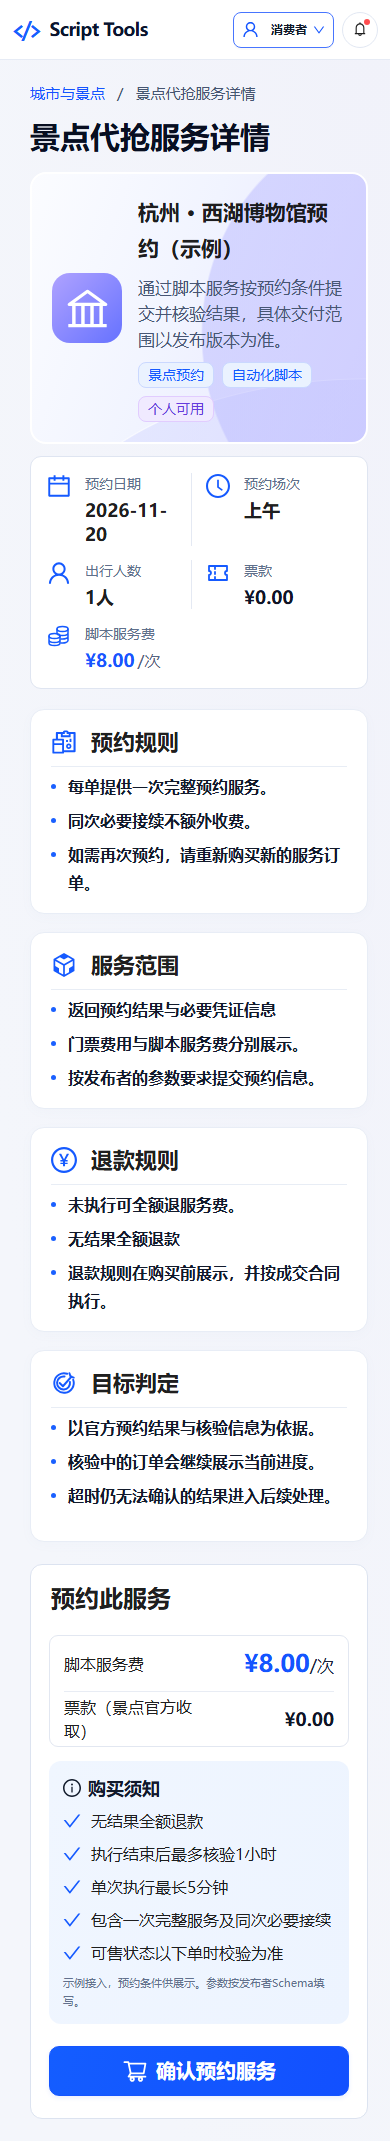 Script Tools
消费者
城市与景点 / 景点代抢服务详情
景点代抢服务详情
杭州·西湖博物馆预
约（示例）
通过脚本服务按预约条件提
交并核验结果，具体交付范
围以发布版本为准。
景点预约 自动化脚本
个人可用
预约日期
2026-11-
20
预约场次
上午
出行人数
1人
票款
¥0.00
脚本服务费
¥8.00/次
预约规则
每单提供一次完整预约服务。
同次必要接续不额外收费。
如需再次预约，请重新购买新的服务订
单。
服务范围
返回预约结果与必要凭证信息
门票费用与脚本服务费分别展示。
按发布者的参数要求提交预约信息。
退款规则
未执行可全额退服务费。
无结果全额退款
退款规则在购买前展示，并按成交合同
执行。
目标判定
以官方预约结果与核验信息为依据。
核验中的订单会继续展示当前进度。
超时仍无法确认的结果进入后续处理。
预约此服务
脚本服务费 ¥8.00/次
票款（景点官方收
取） ¥0.00
购买须知
无结果全额退款
执行结束后最多核验1小时
单次执行最长5分钟
包含一次完整服务及同次必要接续
可售状态以下单时校验为准
示例接入，预约条件供展示。参数按发布者Schema填
写。
确认预约服务